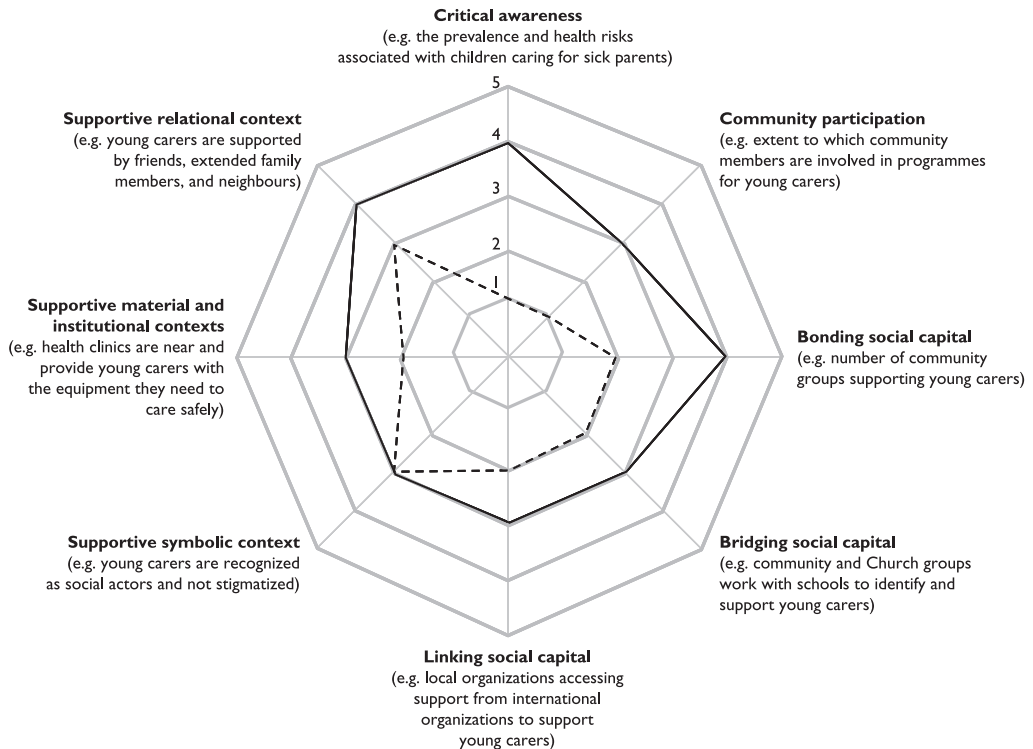 Critical awareness
(e.g. the prevalence and health risks
associated with children caring for sick parents)
5
4
3
2
1
Supportive relational context
(e.g. young carers are supported
by friends, extended family
members, and neighbours)
Community participation
(e.g. extent to which community
members are involved in programmes
for young carers)
Supportive material and
institutional contexts
(e.g. health clinics are near and
provide young carers with
the equipment they need to
care safely)
Bonding social capital
(e.g. number of community
groups supporting young carers)
Supportive symbolic context
(e.g. young carers are recognized
as social actors and not stigmatized)
Bridging social capital
(e.g. community and Church groups
work with schools to identify and
support young carers)
Linking social capital
(e.g. local organizations accessing
support from international
organizations to support
young carers)